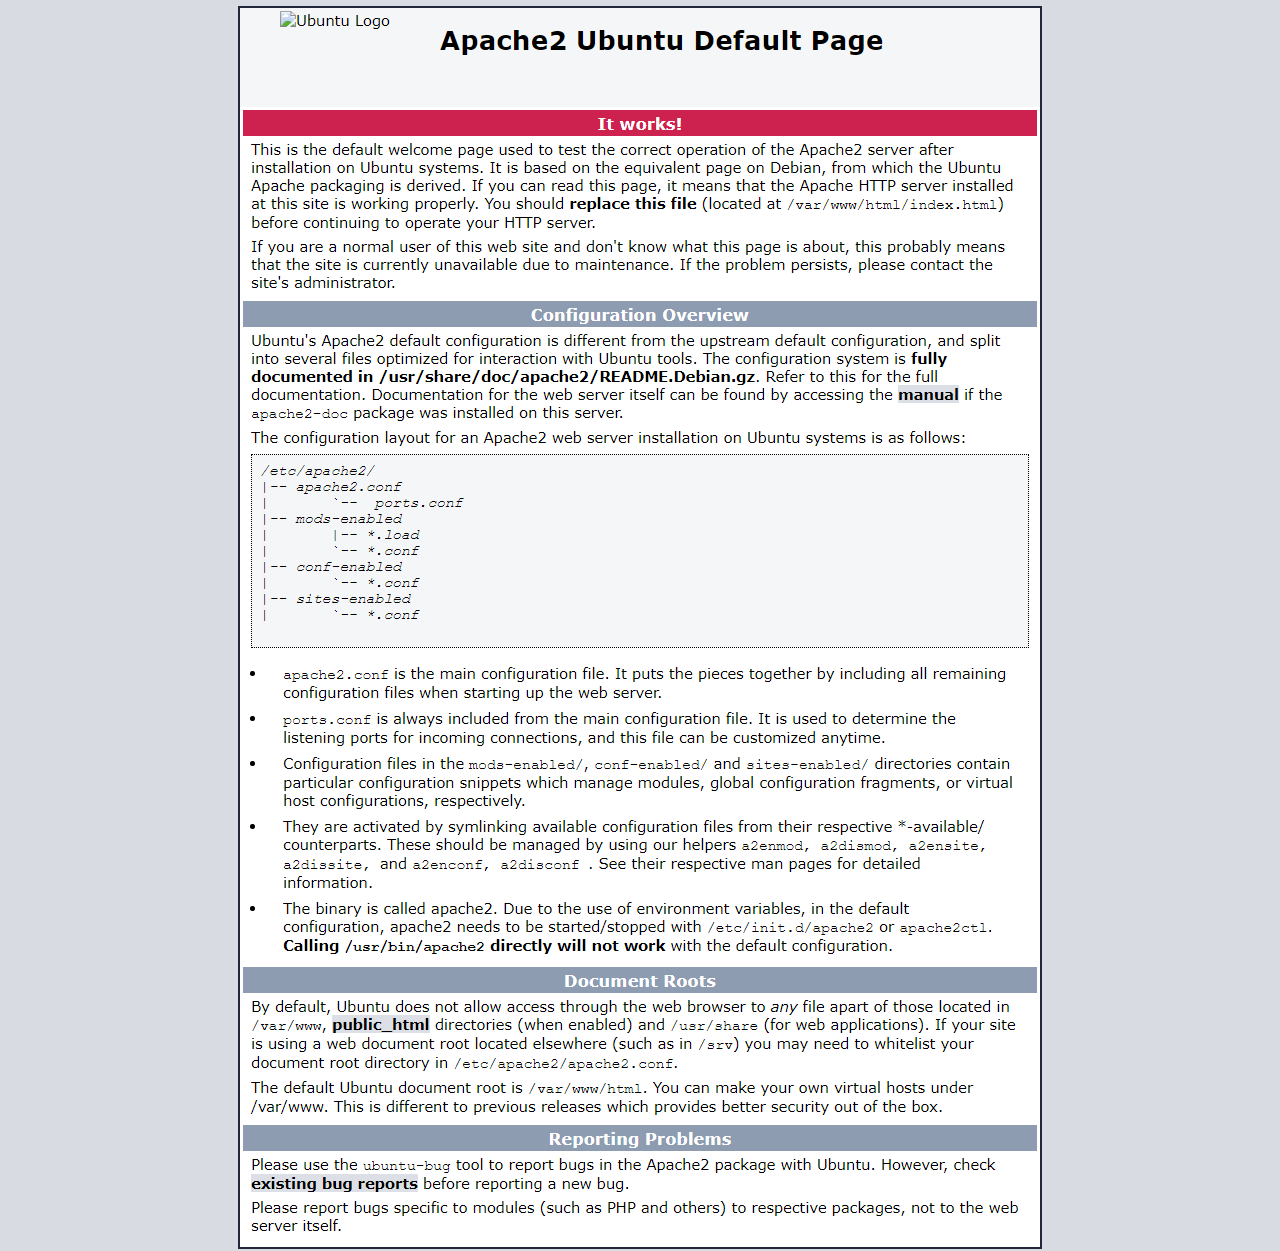 Ubuntu Logo
Apache2 Ubuntu Default Page
It works!
This is the default welcome page used to test the correct operation of the Apache2 server after
installation on Ubuntu systems. It is based on the equivalent page on Debian, from which the Ubuntu
Apache packaging is derived. If you can read this page, it means that the Apache HTTP server installed
at this site is working properly. You should replace this file (located at /var/www/html/index.html)
before continuing to operate your HTTP server.
If you are a normal user of this web site and don't know what this page is about, this probably means
that the site is currently unavailable due to maintenance. If the problem persists, please contact the
site's administrator.
Configuration Overview
Ubuntu's Apache2 default configuration is different from the upstream default configuration, and split
into several files optimized for interaction with Ubuntu tools. The configuration system is fully
documented in /usr/share/doc/apache2/README.Debian.gz. Refer to this for the full
documentation. Documentation for the web server itself can be found by accessing the manual if the
apache2-doc package was installed on this server.
The configuration layout for an Apache2 web server installation on Ubuntu systems is as follows:
/etc/apache2/
|-- apache2.conf
|       `--  ports.conf
|-- mods-enabled
|       |-- *.load
|       `-- *.conf
|-- conf-enabled
|       `-- *.conf
|-- sites-enabled
|       `-- *.conf
• apache2.conf is the main configuration file. It puts the pieces together by including all remaining
configuration files when starting up the web server.
• ports.conf is always included from the main configuration file. It is used to determine the
listening ports for incoming connections, and this file can be customized anytime.
• Configuration files in the mods-enabled/, conf-enabled/ and sites-enabled/ directories contain
particular configuration snippets which manage modules, global configuration fragments, or virtual
host configurations, respectively.
• They are activated by symlinking available configuration files from their respective *-available/
counterparts. These should be managed by using our helpers a2enmod, a2dismod, a2ensite,
a2dissite, and a2enconf, a2disconf . See their respective man pages for detailed
information.
• The binary is called apache2. Due to the use of environment variables, in the default
configuration, apache2 needs to be started/stopped with /etc/init.d/apache2 or apache2ctl.
Calling /usr/bin/apache2 directly will not work with the default configuration.
Document Roots
By default, Ubuntu does not allow access through the web browser to any file apart of those located in
/var/www, public_html directories (when enabled) and /usr/share (for web applications). If your site
is using a web document root located elsewhere (such as in /srv) you may need to whitelist your
document root directory in /etc/apache2/apache2.conf.
The default Ubuntu document root is /var/www/html. You can make your own virtual hosts under
/var/www. This is different to previous releases which provides better security out of the box.
Reporting Problems
Please use the ubuntu-bug tool to report bugs in the Apache2 package with Ubuntu. However, check
existing bug reports before reporting a new bug.
Please report bugs specific to modules (such as PHP and others) to respective packages, not to the web
server itself.